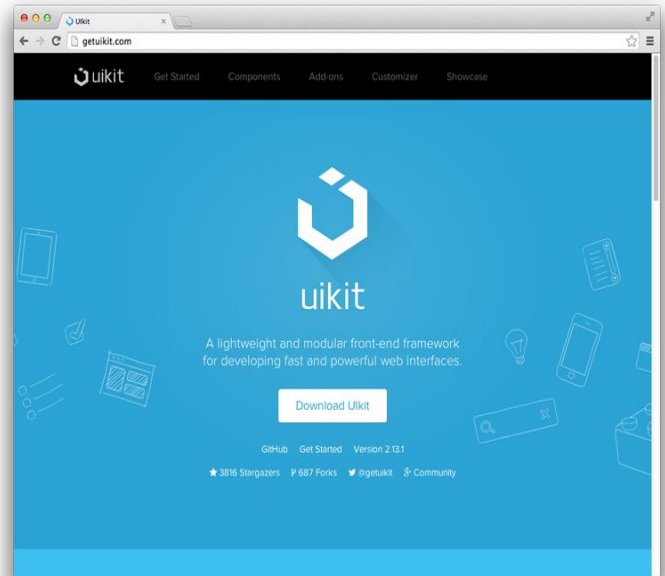 UIkit
getuikit.com
uikit
Get Started Components Add-ons Customizer Showcase
uikit
A lightweight and modular front-end framework
for developing fast and powerful web interfaces.
Download UIkit
GitHub Get Started Version 2.13.1
3816 Stargazers 687 Forks @getuikit Community